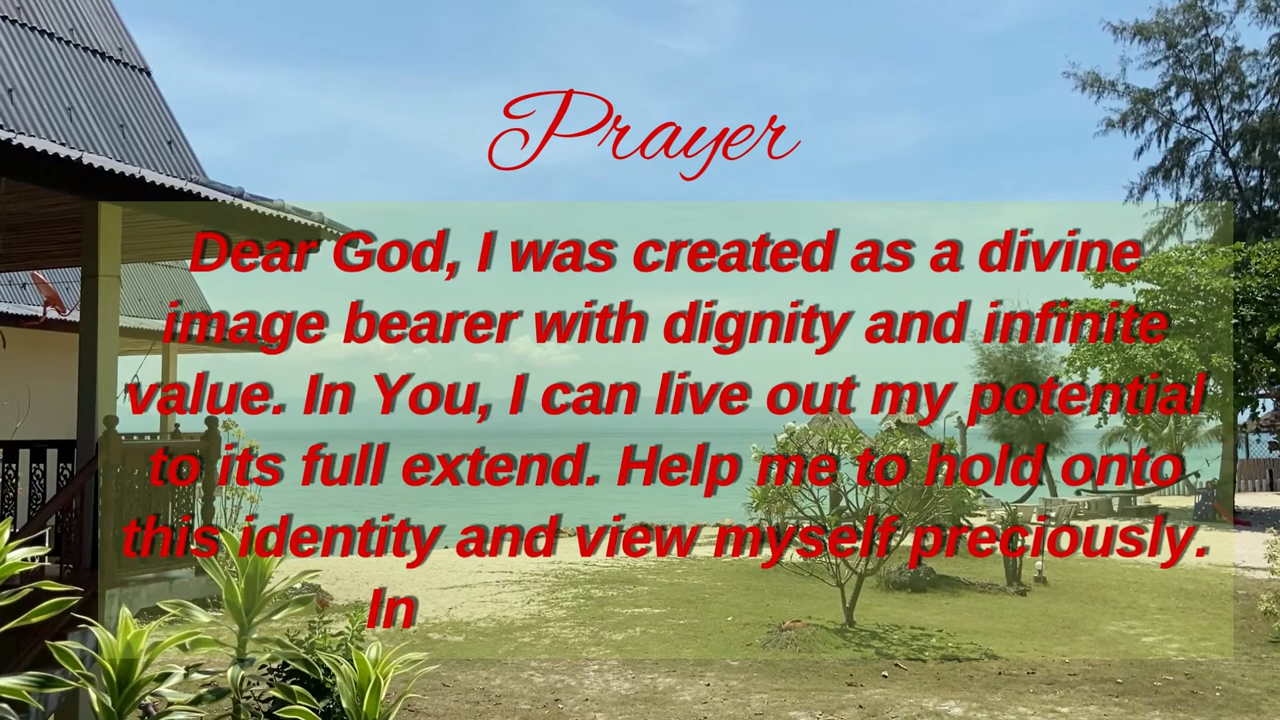 Prayer
Dear God, I was created as a divine
image bearer with dignity and infinite
value. In You, I can live out my potential
to its full extend. Help me to hold onto
this identity and view myself preciously.
In